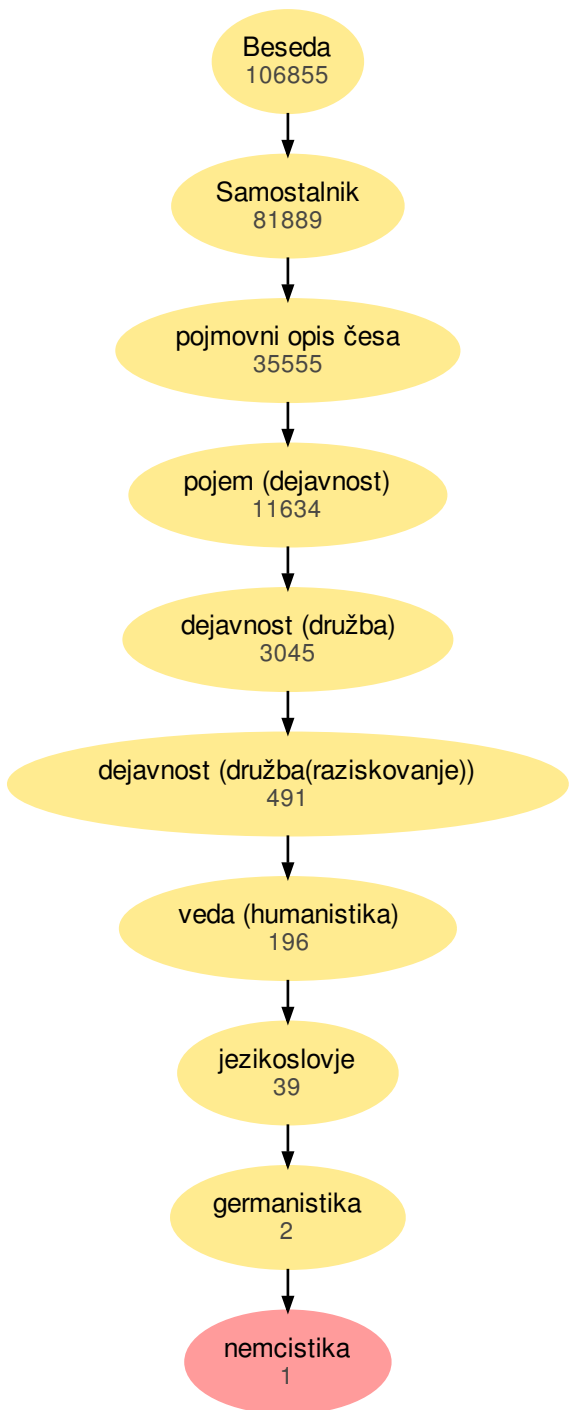 Beseda
106855
Samostalnik
81889
pojmovni opis česa
35555
pojem (dejavnost)
11634
dejavnost (družba)
3045
dejavnost (družba(raziskovanje))
491
veda (humanistika)
196
jezikoslovje
39
germanistika
2
nemcistika
1